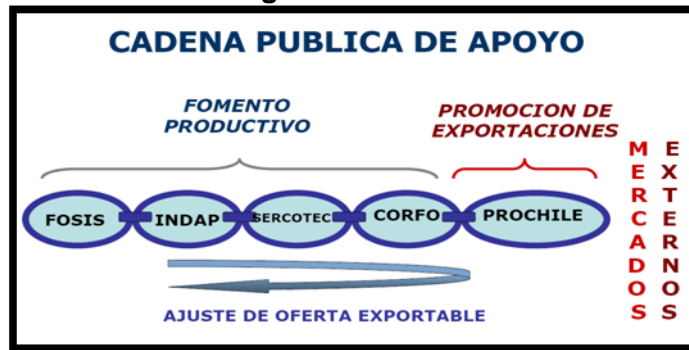 CADENA PUBLICA DE APOYO
FOMENTO
PRODUCTIVO
PROMOCION DE
EXPORTACIONES
FOSIS
INDAP
SERCOTEC
CORFO
PROCHILE
AJUSTE DE OFERTA EXPORTABLE
MERCADOS
EXTERNOS